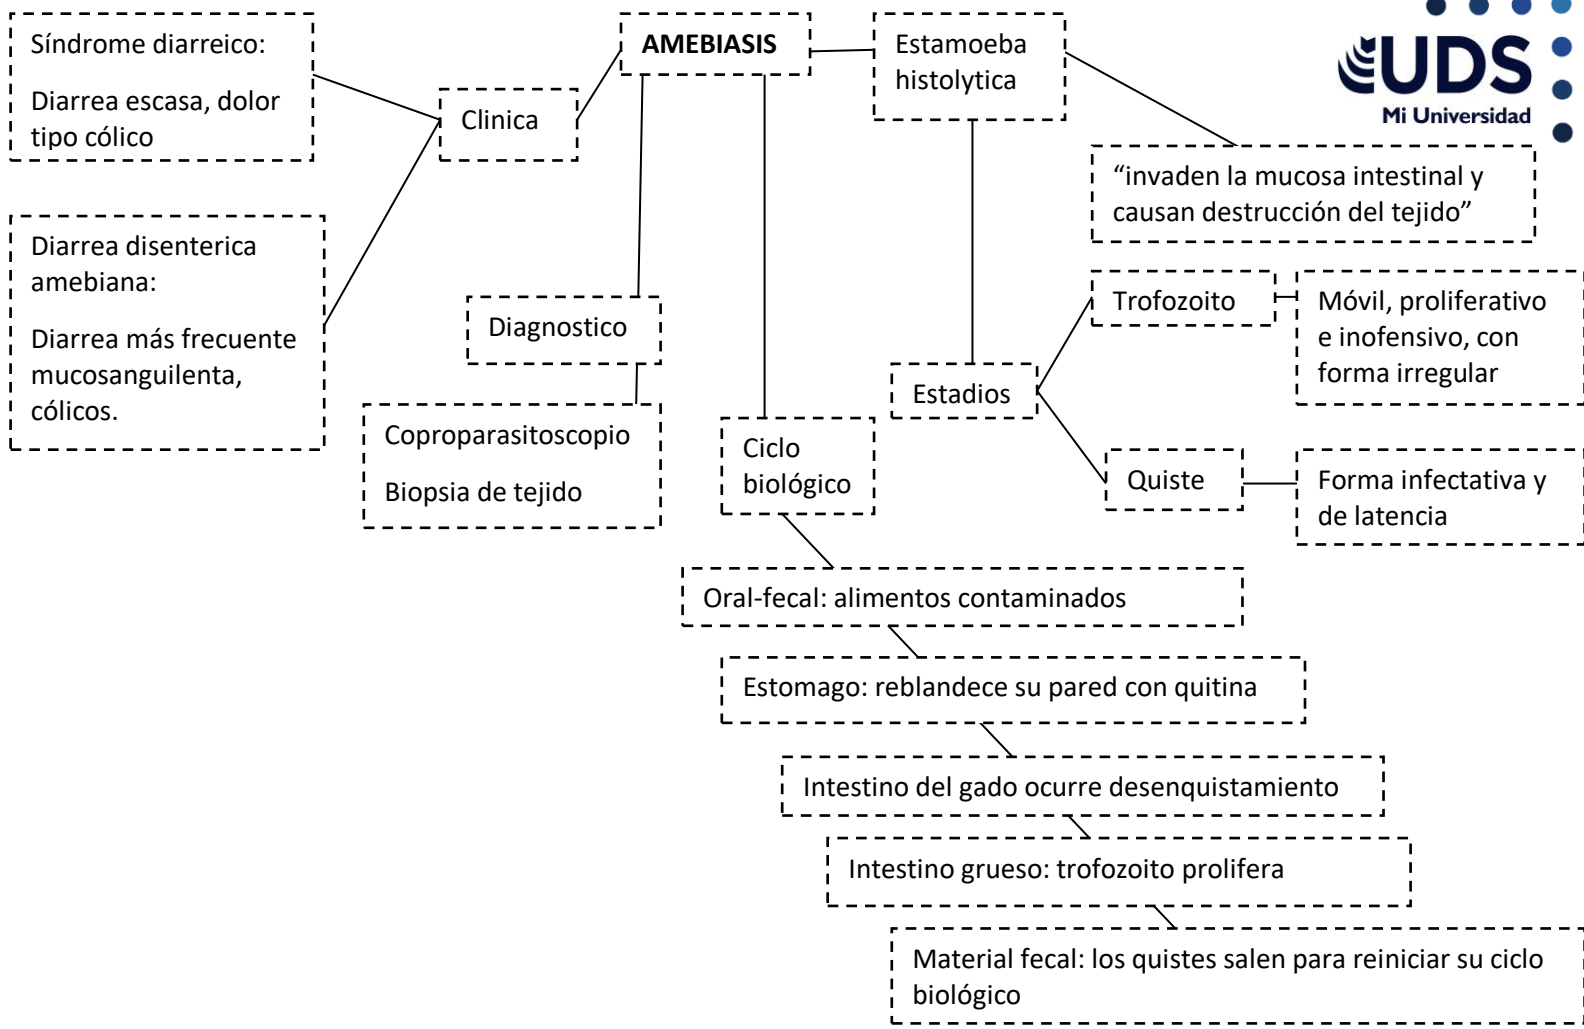 UDS
Mi Universidad
AMEBIASIS
Clinica
Síndrome diarreico:
Diarrea escasa, dolor
tipo cólico
Diarrea disenterica
amebiana:
Diarrea más frecuente
mucosanguilenta,
cólicos.
Diagnostico
Coproparasitoscopio
Biopsia de tejido
Estamoeba
histolytica
“invaden la mucosa intestinal y
causan destrucción del tejido”
Estadios
Trofozoito
Móvil, proliferativo
e inofensivo, con
forma irregular
Quiste
Forma infectativa y
de latencia
Ciclo
biológico
Oral-fecal: alimentos contaminados
Estomago: reblandece su pared con quitina
Intestino del gado ocurre desenquistamiento
Intestino grueso: trofozoito prolifera
Material fecal: los quistes salen para reiniciar su ciclo
biológico